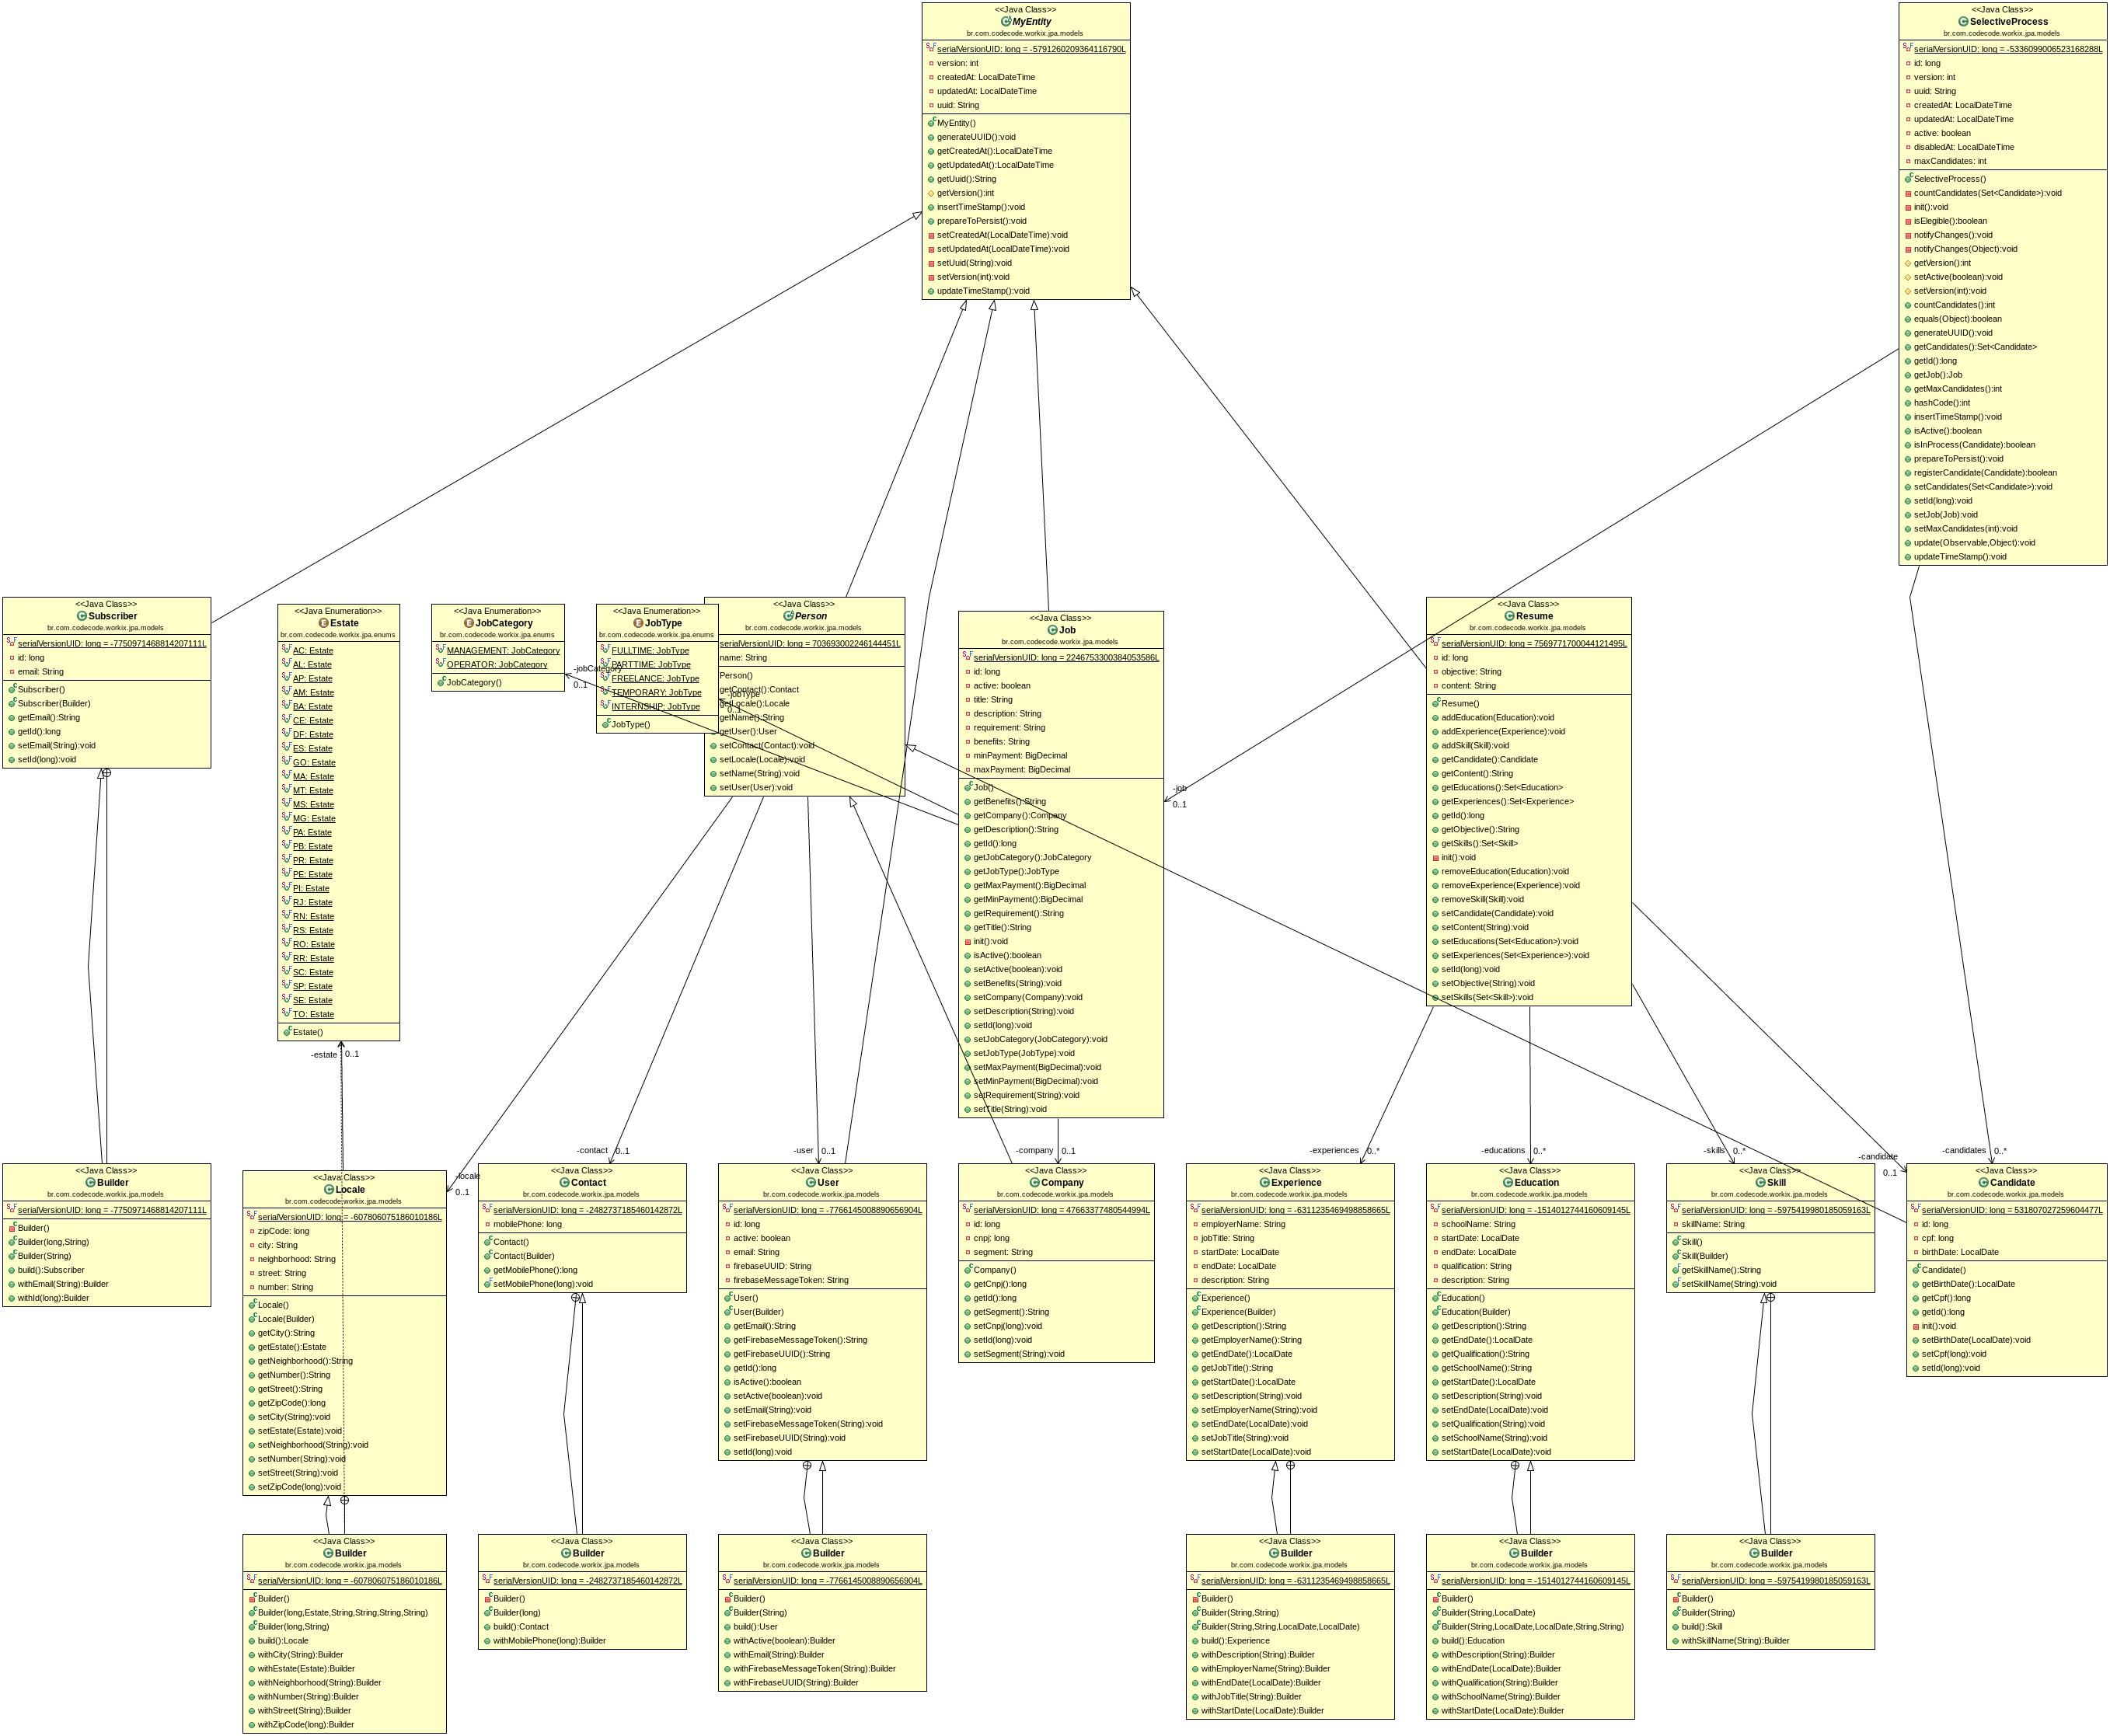 <<Java Class>>
MyEntity
br.com.codecode.workix.jpa.models
serialVersionUID: long = -5791260209364116790L
version: int
createdAt: LocalDateTime
updatedAt: LocalDateTime
uuid: String
MyEntity()
generateUUID():void
getCreatedAt():LocalDateTime
getUpdatedAt():LocalDateTime
getUuid():String
getVersion():int
insertTimeStamp():void
prepareToPersist():void
setCreatedAt(LocalDateTime):void
setUpdatedAt(LocalDateTime):void
setUuid(String):void
setVersion(int):void
updateTimeStamp():void
<<Java Class>>
SelectiveProcess
br.com.codecode.workix.jpa.models
serialVersionUID: long = -5336099006523168288L
id: long
version: int
uuid: String
createdAt: LocalDateTime
updatedAt: LocalDateTime
active: boolean
disabledAt: LocalDateTime
maxCandidates: int
SelectiveProcess()
countCandidates(Set<Candidate>):void
init():void
isElegible():boolean
notifyChanges():void
notifyChanges(Object):void
getVersion():int
setActive(boolean):void
setVersion(int):void
countCandidates():int
equals(Object):boolean
generateUUID():void
getCandidates():Set<Candidate>
getId():long
getJob():Job
getMaxCandidates():int
hashCode():int
insertTimeStamp():void
isActive():boolean
isInProcess(Candidate):boolean
prepareToPersist():void
registerCandidate(Candidate):boolean
setCandidates(Set<Candidate>):void
setId(long):void
setJob(Job):void
setMaxCandidates(int):void
update(Observable,Object):void
updateTimeStamp():void
<<Java Class>>
Subscriber
br.com.codecode.workix.jpa.models
serialVersionUID: long = -7750971468814207111L
id: long
email: String
Subscriber()
Subscriber(Builder)
getEmail():String
getId():long
setEmail(String):void
setId(long):void
<<Java Enumeration>>
Estate
br.com.codecode.workix.jpa.enums
AC: Estate
AL: Estate
AP: Estate
AM: Estate
BA: Estate
CE: Estate
DF: Estate
ES: Estate
GO: Estate
MA: Estate
MT: Estate
MS: Estate
MG: Estate
PA: Estate
PB: Estate
PR: Estate
PE: Estate
PI: Estate
RJ: Estate
RN: Estate
RS: Estate
RO: Estate
RR: Estate
SC: Estate
SP: Estate
SE: Estate
TO: Estate
Estate()
-estate 0..1
<<Java Enumeration>>
JobCategory
br.com.codecode.workix.jpa.enums
MANAGEMENT: JobCategory
OPERATOR: JobCategory
JobCategory()
-jobCategory
0..1
<<Java Enumeration>>
JobType
br.com.codecode.workix.jpa.enums
FULLTIME: JobType
PARTTIME: JobType
FREELANCE: JobType
TEMPORARY: JobType
INTERNSHIP: JobType
JobType()
-jobType
0..1
<<Java Class>>
Person
br.com.codecode.workix.jpa.models
serialVersionUID: long = 703693002246144451L
name: String
Person()
getContact():Contact
getLocale():Locale
getName():String
getUser():User
setContact(Contact):void
setLocale(Locale):void
setName(String):void
setUser(User):void
<<Java Class>>
Job
br.com.codecode.workix.jpa.models
serialVersionUID: long = 2246753300384053586L
id: long
active: boolean
title: String
description: String
requirement: String
benefits: String
minPayment: BigDecimal
maxPayment: BigDecimal
Job()
getBenefits():String
getCompany():Company
getDescription():String
getId():long
getJobCategory():JobCategory
getJobType():JobType
getMaxPayment():BigDecimal
getMinPayment():BigDecimal
getRequirement():String
getTitle():String
init():void
isActive():boolean
setActive(boolean):void
setBenefits(String):void
setCompany(Company):void
setDescription(String):void
setId(long):void
setJobCategory(JobCategory):void
setJobType(JobType):void
setMaxPayment(BigDecimal):void
setMinPayment(BigDecimal):void
setRequirement(String):void
setTitle(String):void
-job
0..1
<<Java Class>>
Resume
br.com.codecode.workix.jpa.models
serialVersionUID: long = 7569771700044121495L
id: long
objective: String
content: String
Resume()
addEducation(Education):void
addExperience(Experience):void
addSkill(Skill):void
getCandidate():Candidate
getContent():String
getEducations():Set<Education>
getExperiences():Set<Experience>
getId():long
getObjective():String
getSkills():Set<Skill>
init():void
removeEducation(Education):void
removeExperience(Experience):void
removeSkill(Skill):void
setCandidate(Candidate):void
setContent(String):void
setEducations(Set<Education>):void
setExperiences(Set<Experience>):void
setId(long):void
setObjective(String):void
setSkills(Set<Skill>):void
<<Java Class>>
Builder
br.com.codecode.workix.jpa.models
serialVersionUID: long = -7750971468814207111L
Builder()
Builder(long,String)
Builder(String)
build():Subscriber
withEmail(String):Builder
withId(long):Builder
<<Java Class>>
Locale
br.com.codecode.workix.jpa.models
serialVersionUID: long = -607806075186010186L
zipCode: long
city: String
neighborhood: String
street: String
number: String
Locale()
Locale(Builder)
getCity():String
getEstate():Estate
getNeighborhood():String
getNumber():String
getStreet():String
getZipCode():long
setCity(String):void
setEstate(Estate):void
setNeighborhood(String):void
setNumber(String):void
setStreet(String):void
setZipCode(long):void
-locale
0..1
-contact 0..1
<<Java Class>>
Contact
br.com.codecode.workix.jpa.models
serialVersionUID: long = -2482737185460142872L
mobilePhone: long
Contact()
Contact(Builder)
getMobilePhone():long
setMobilePhone(long):void
-user 0..1
<<Java Class>>
User
br.com.codecode.workix.jpa.models
serialVersionUID: long = -7766145008890656904L
id: long
active: boolean
email: String
firebaseUUID: String
firebaseMessageToken: String
User()
User(Builder)
getEmail():String
getFirebaseMessageToken():String
getFirebaseUUID():String
getId():long
isActive():boolean
setActive(boolean):void
setEmail(String):void
setFirebaseMessageToken(String):void
setFirebaseUUID(String):void
setId(long):void
-company 0..1
<<Java Class>>
Company
br.com.codecode.workix.jpa.models
serialVersionUID: long = 47663377480544994L
id: long
cnpj: long
segment: String
Company()
getCnpj():long
getId():long
getSegment():String
setCnpj(long):void
setId(long):void
setSegment(String):void
-experiences 0..*
<<Java Class>>
Experience
br.com.codecode.workix.jpa.models
serialVersionUID: long = -6311235469498858665L
employerName: String
jobTitle: String
startDate: LocalDate
endDate: LocalDate
description: String
Experience()
Experience(Builder)
getDescription():String
getEmployerName():String
getEndDate():LocalDate
getJobTitle():String
getStartDate():LocalDate
setDescription(String):void
setEmployerName(String):void
setEndDate(LocalDate):void
setJobTitle(String):void
setStartDate(LocalDate):void
-educations 0..*
<<Java Class>>
Education
br.com.codecode.workix.jpa.models
serialVersionUID: long = -1514012744160609145L
schoolName: String
startDate: LocalDate
endDate: LocalDate
qualification: String
description: String
Education()
Education(Builder)
getDescription():String
getEndDate():LocalDate
getQualification():String
getSchoolName():String
getStartDate():LocalDate
setDescription(String):void
setEndDate(LocalDate):void
setQualification(String):void
setSchoolName(String):void
setStartDate(LocalDate):void
-skills 0..*
<<Java Class>>
Skill
br.com.codecode.workix.jpa.models
serialVersionUID: long = -5975419980185059163L
skillName: String
Skill()
Skill(Builder)
getSkillName():String
setSkillName(String):void
-candidate
0..1
-candidates 0..*
<<Java Class>>
Candidate
br.com.codecode.workix.jpa.models
serialVersionUID: long = 5318070272596044​77L
id: long
cpf: long
birthDate: LocalDate
Candidate()
getBirthDate():LocalDate
getCpf():long
getId():long
init():void
setBirthDate(LocalDate):void
setCpf(long):void
setId(long):void
<<Java Class>>
Builder
br.com.codecode.workix.jpa.models
serialVersionUID: long = -607806075186010186L
Builder()
Builder(long,Estate,String,String,String,String)
Builder(long,String)
build():Locale
withCity(String):Builder
withEstate(Estate):Builder
withNeighborhood(String):Builder
withNumber(String):Builder
withStreet(String):Builder
withZipCode(long):Builder
<<Java Class>>
Builder
br.com.codecode.workix.jpa.models
serialVersionUID: long = -2482737185460142872L
Builder()
Builder(long)
build():Contact
withMobilePhone(long):Builder
<<Java Class>>
Builder
br.com.codecode.workix.jpa.models
serialVersionUID: long = -7766145008890656904L
Builder()
Builder(String)
build():User
withActive(boolean):Builder
withEmail(String):Builder
withFirebaseMessageToken(String):Builder
withFirebaseUUID(String):Builder
<<Java Class>>
Builder
br.com.codecode.workix.jpa.models
serialVersionUID: long = -6311235469498858665L
Builder()
Builder(String,String)
Builder(String,String,LocalDate,LocalDate)
build():Experience
withDescription(String):Builder
withEmployerName(String):Builder
withEndDate(LocalDate):Builder
withJobTitle(String):Builder
withStartDate(LocalDate):Builder
<<Java Class>>
Builder
br.com.codecode.workix.jpa.models
serialVersionUID: long = -1514012744160609145L
Builder()
Builder(String,LocalDate)
Builder(String,LocalDate,LocalDate,String,String)
build():Education
withDescription(String):Builder
withEndDate(LocalDate):Builder
withQualification(String):Builder
withSchoolName(String):Builder
withStartDate(LocalDate):Builder
<<Java Class>>
Builder
br.com.codecode.workix.jpa.models
serialVersionUID: long = -5975419980185059163L
Builder()
Builder(String)
build():Skill
withSkillName(String):Builder